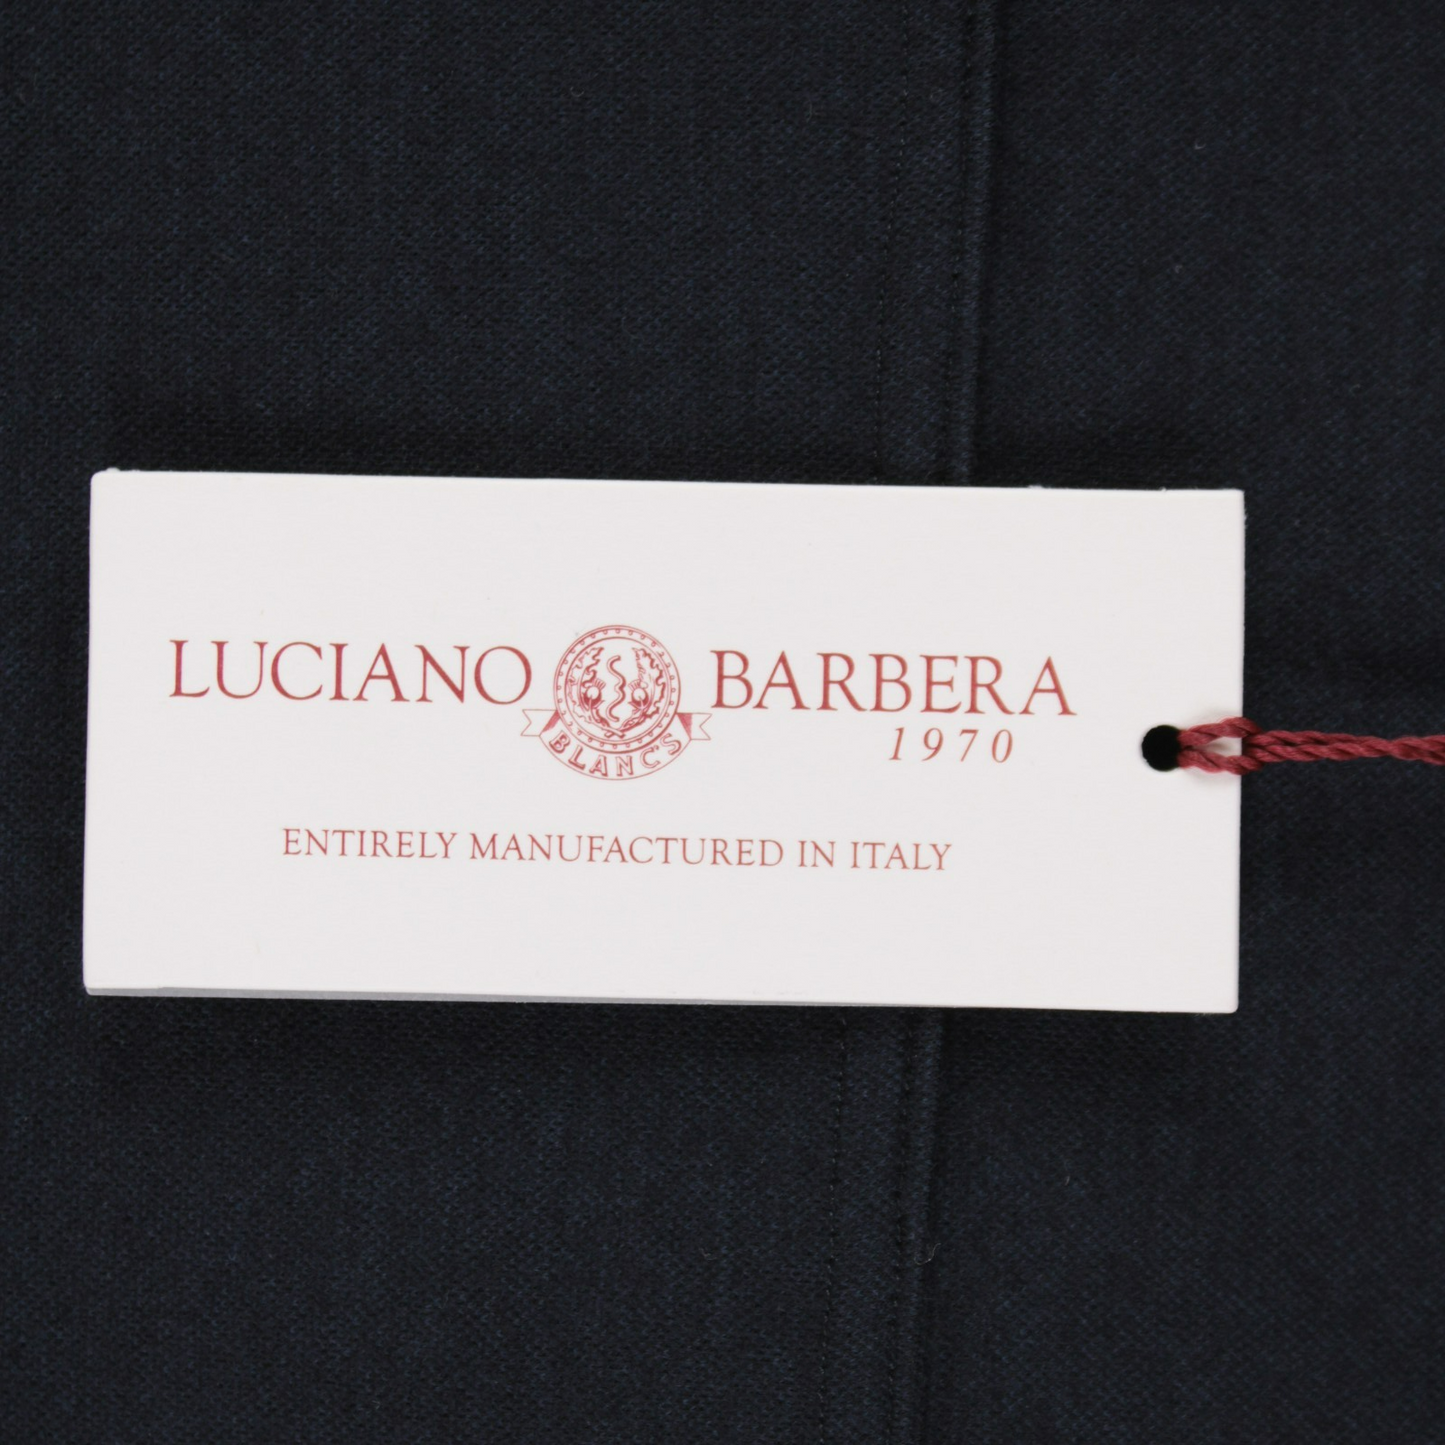 LUCIANO BARBERA
1970
BLANC'S
ENTIRELY MANUFACTURED IN ITALY